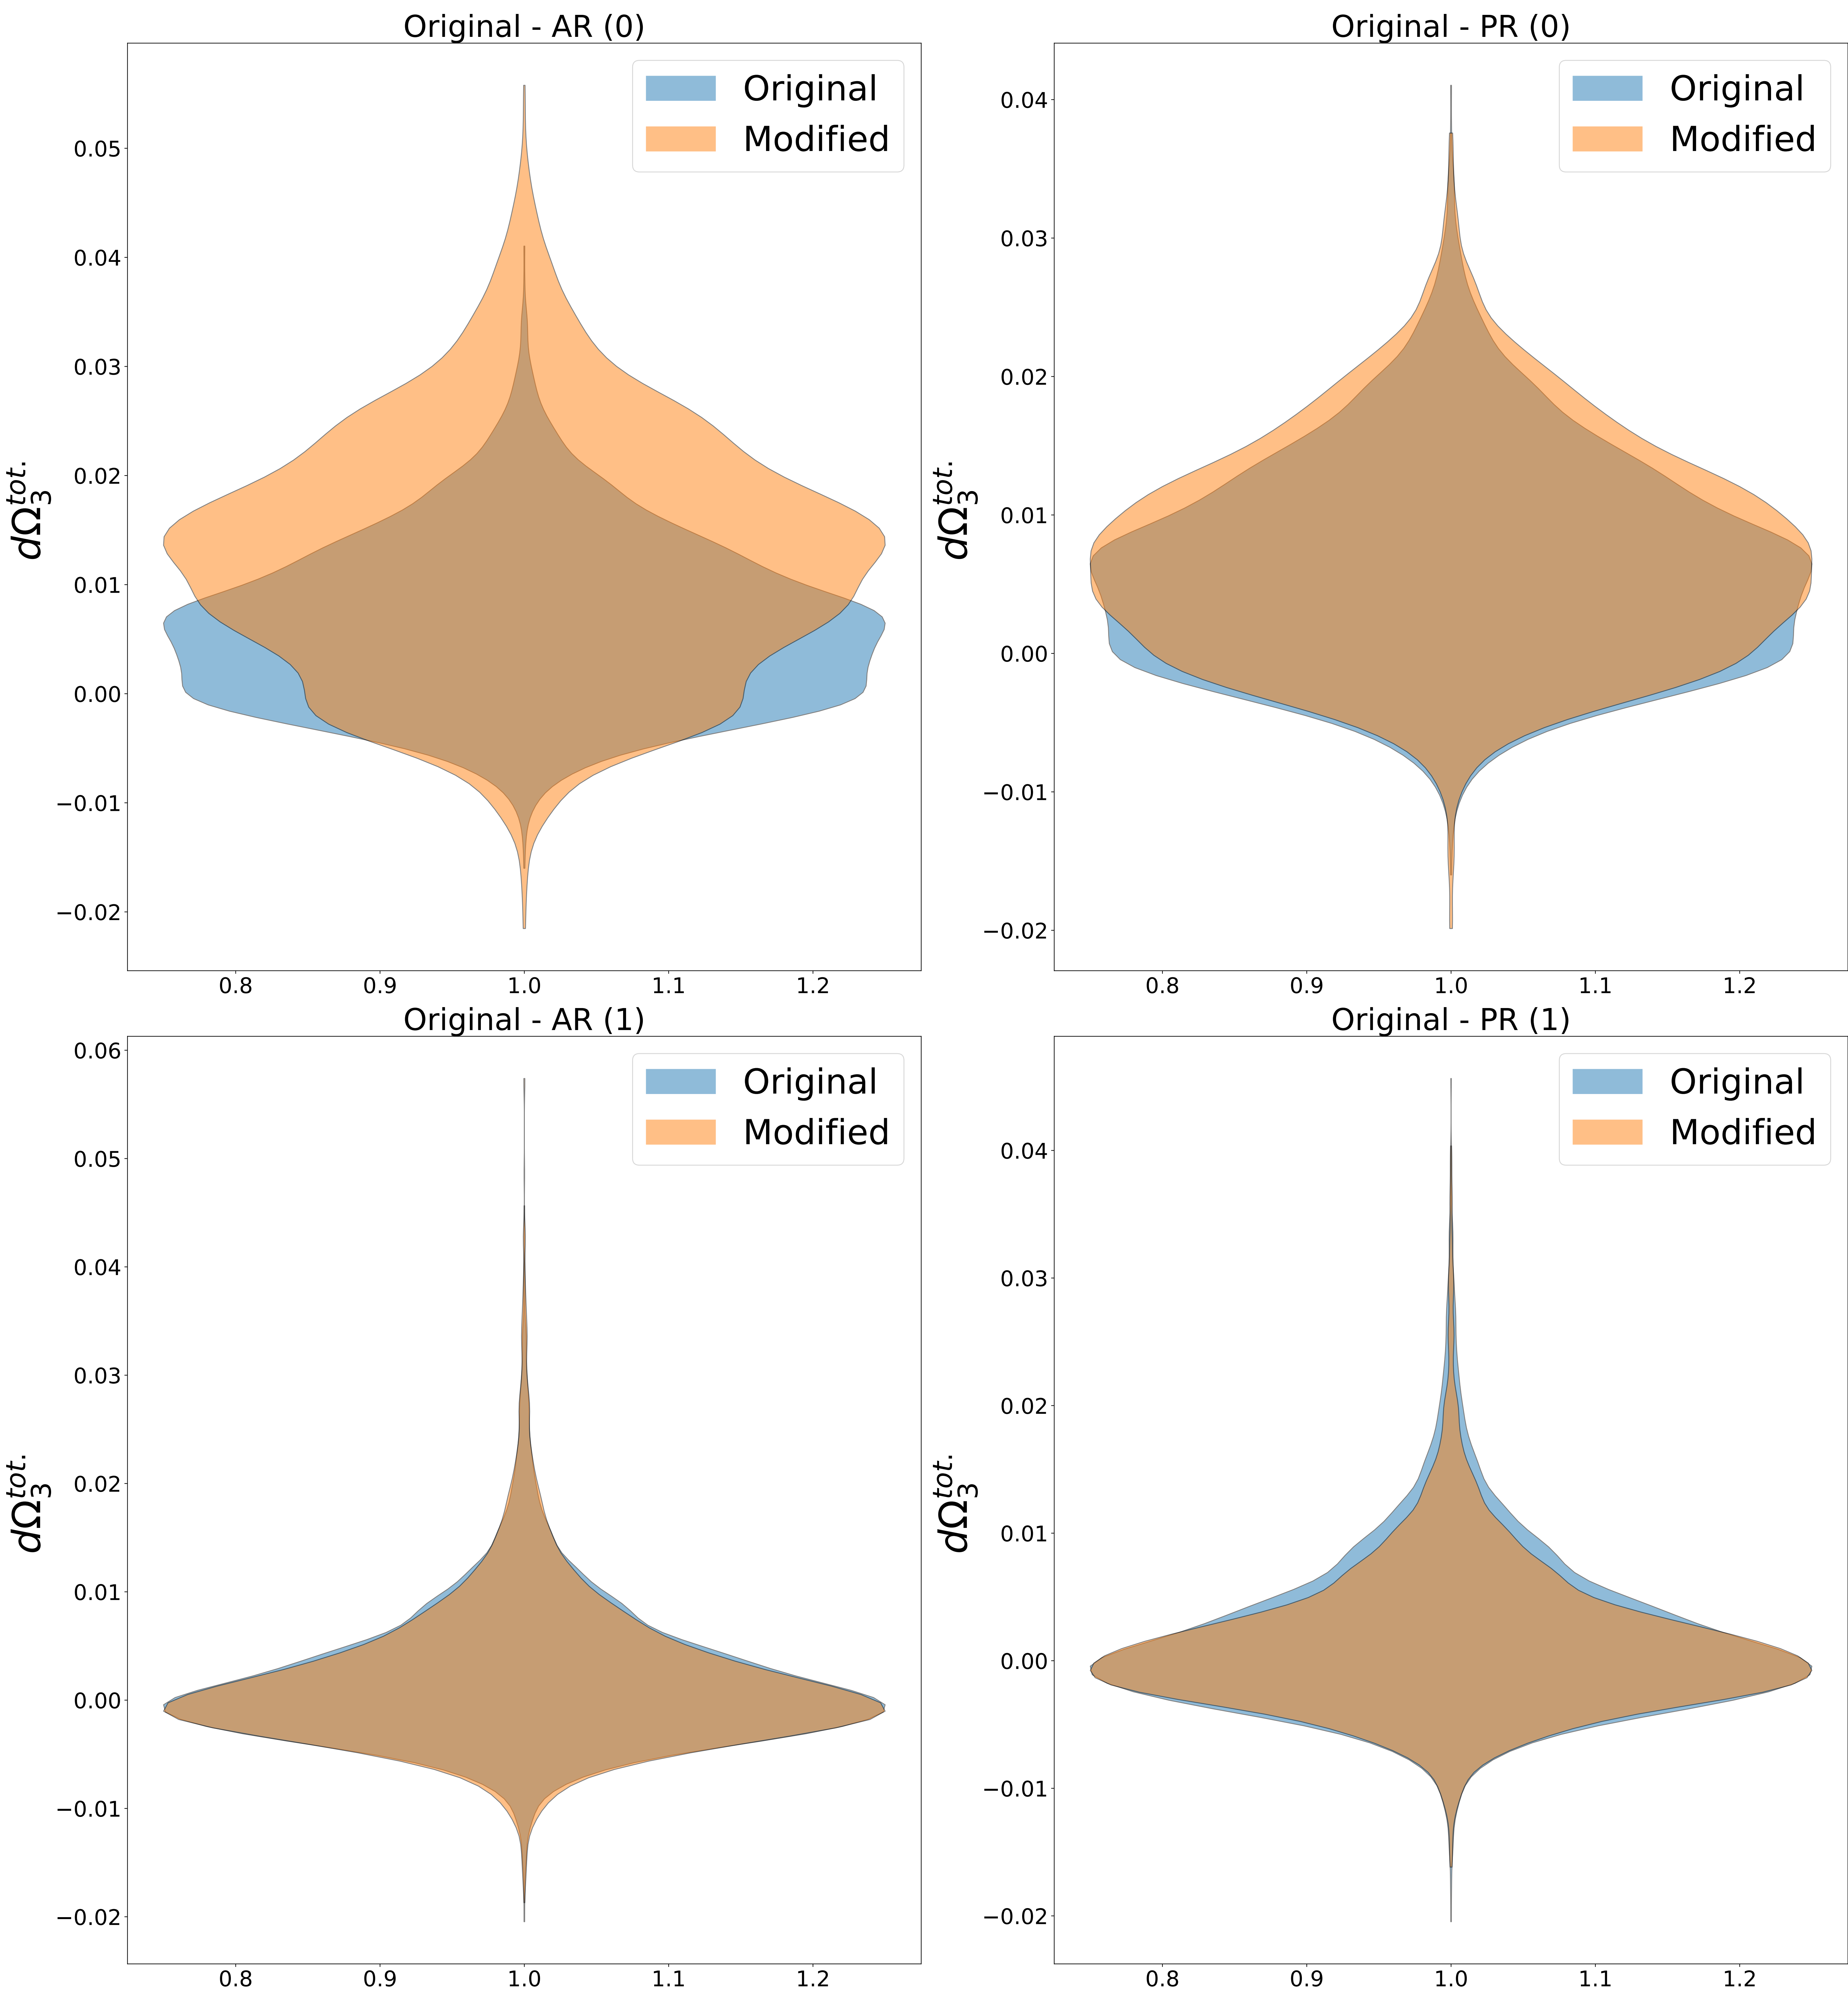 Original - AR (0)
Original
Modified
0.05
0.04
0.03
0.02
0.01
0.00
−0.01
−0.02
dΩ₃ᵗᵒᵗ·
0.8 0.9 1.0 1.1 1.2
Original - PR (0)
Original
Modified
0.04
0.03
0.02
0.01
0.00
−0.01
−0.02
dΩ₃ᵗᵒᵗ·
0.8 0.9 1.0 1.1 1.2
Original - AR (1)
Original
Modified
0.06
0.05
0.04
0.03
0.02
0.01
0.00
−0.01
−0.02
dΩ₃ᵗᵒᵗ·
0.8 0.9 1.0 1.1 1.2
Original - PR (1)
Original
Modified
0.04
0.03
0.02
0.01
0.00
−0.01
−0.02
dΩ₃ᵗᵒᵗ·
0.8 0.9 1.0 1.1 1.2